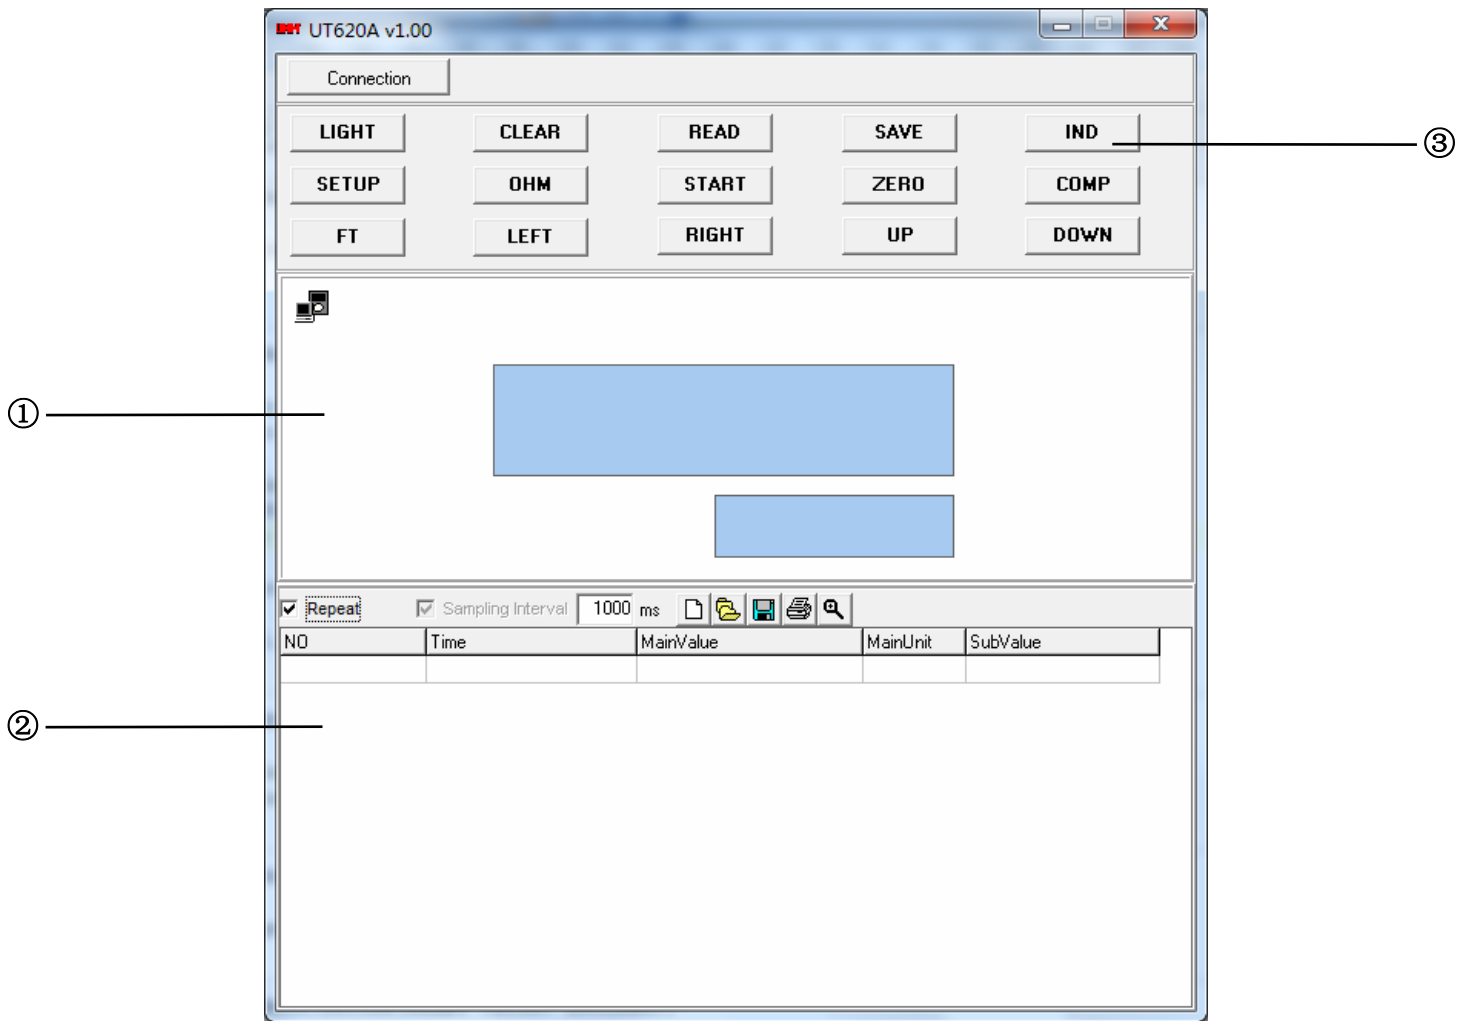 UT620A v1.00
Connection
LIGHT CLEAR READ SAVE IND
③
SETUP OHM START ZERO COMP
FT LEFT RIGHT UP DOWN
①
Repeat Sampling Interval 1000 ms
NO Time MainValue MainUnit SubValue
②